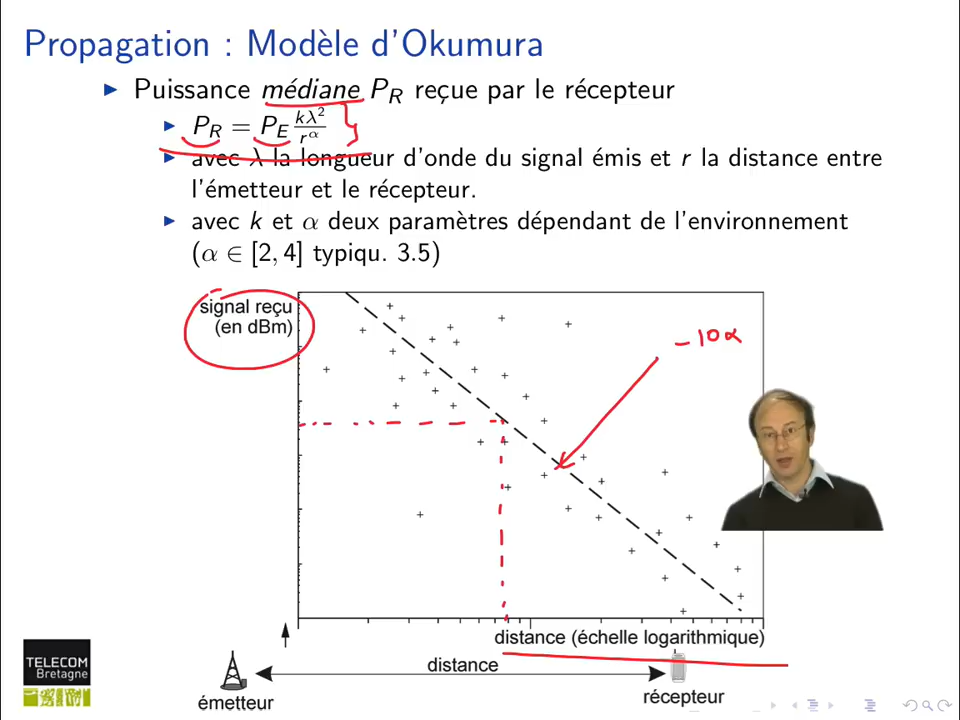 Propagation : Modèle d'Okumura
Puissance médiane P_R reçue par le récepteur
P_R = P_E kλ²/r^α
avec λ la longueur d'onde du signal émis et r la distance entre
l'émetteur et le récepteur.
avec k et α deux paramètres dépendant de l'environnement
(α ∈ [2, 4] typiqu. 3.5)
signal reçu
(en dBm)
-10α
distance (échelle logarithmique)
distance
émetteur
récepteur
TELECOM
Bretagne